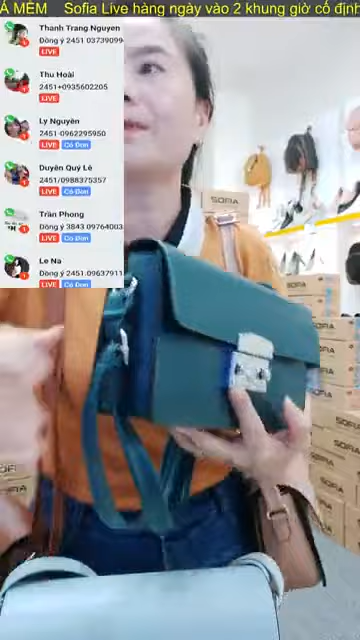 Á MỀM Sofia Live hàng ngày vào 2 khung giờ cố định
Thanh Trang Nguyen
Đồng ý 2451 0373909
LIVE
Thu Hoài
2451+0935602205
LIVE
Ly Nguyên
2451-0962295950
LIVE Có Đơn
Duyên Quý Lê
2451/0988375357
LIVE Có Đơn
Trần Phong
Đồng ý 3843 09764003
LIVE Có Đơn
Le Na
Đồng ý 2451.09637911
LIVE Có Đơn
SOFIA
SOFIA
SOFIA
SOFIA